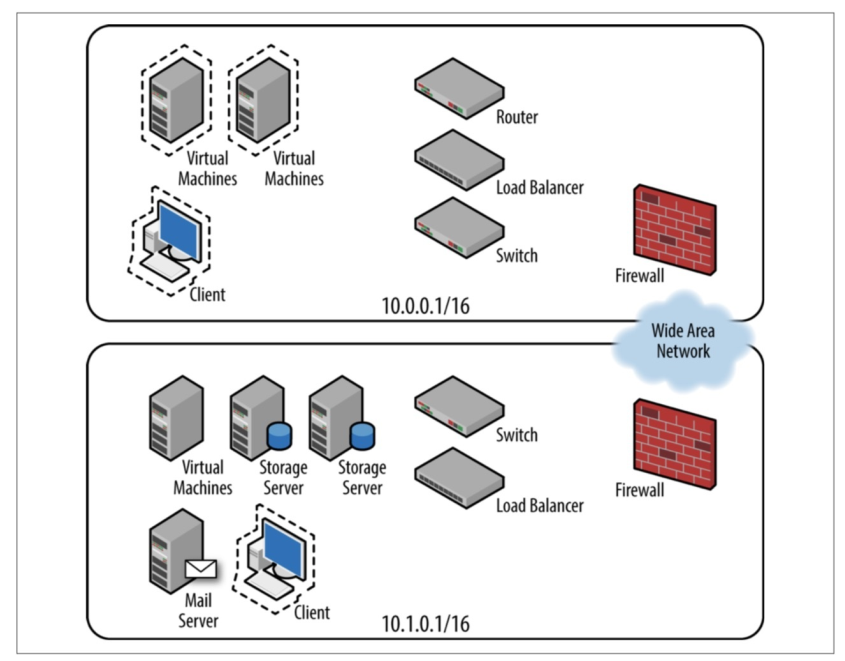 Virtual
Machines
Virtual
Machines
Router
Load Balancer
Switch
Client
Firewall
10.0.0.1/16
Wide Area
Network
Virtual
Machines
Storage
Server
Storage
Server
Switch
Load Balancer
Firewall
Mail
Server
Client
10.1.0.1/16